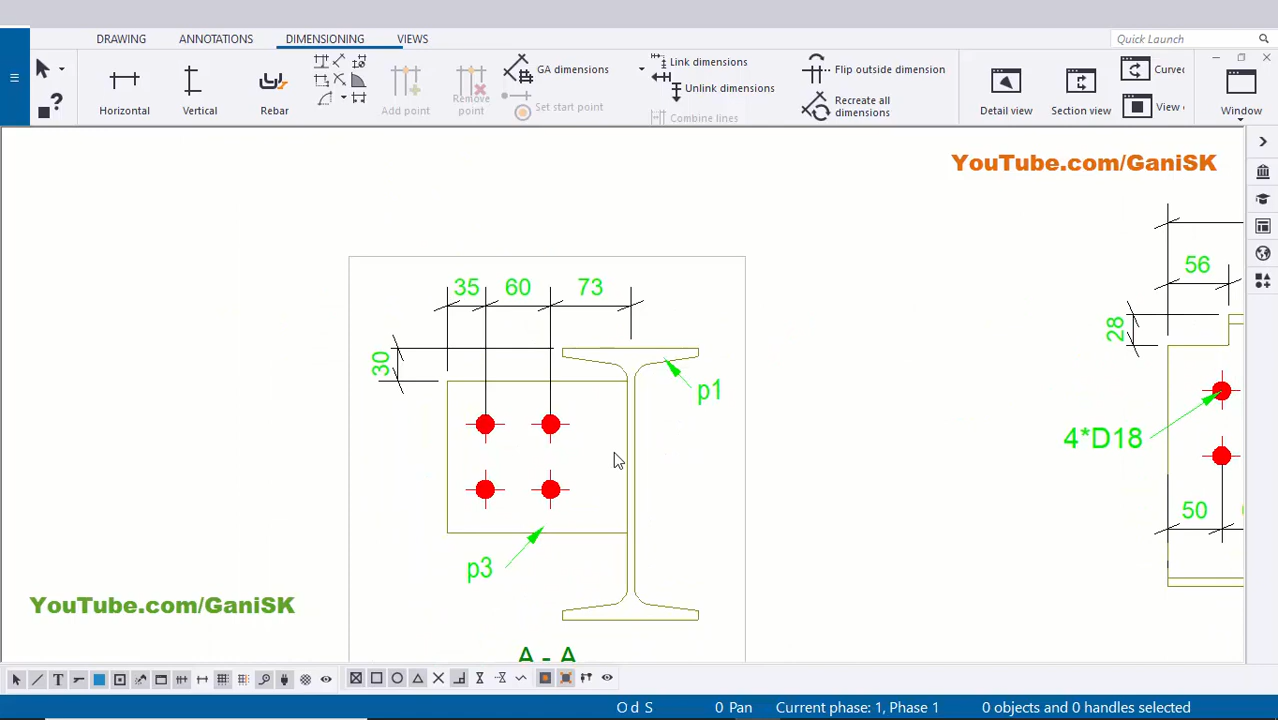 DRAWING ANNOTATIONS DIMENSIONING VIEWS Quick Launch
Horizontal Vertical Rebar Add point Remove point
GA dimensions
Set start point
Link dimensions
Unlink dimensions
Combine lines
Flip outside dimension
Recreate all dimensions
Detail view Section view
Curve
View
Window
YouTube.com/GaniSK
35 60 73
56
30
28
p1
4*D18
50
p3
YouTube.com/GaniSK
A - A
O d S 0 Pan Current phase: 1, Phase 1 0 objects and 0 handles selected